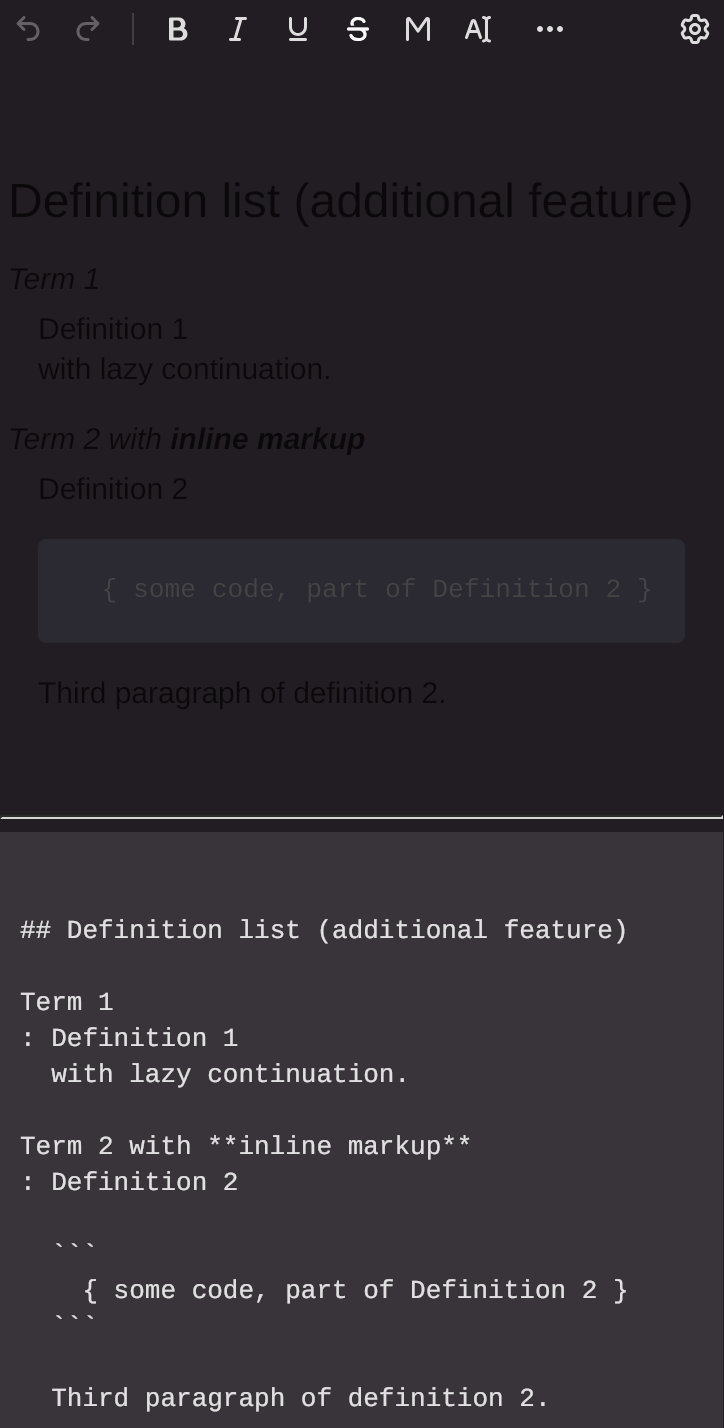 B I U S M AI
Definition list (additional feature)
Term 1
Definition 1
with lazy continuation.
Term 2 with inline markup
Definition 2
{ some code, part of Definition 2 }
Third paragraph of definition 2.
## Definition list (additional feature)
Term 1
: Definition 1
with lazy continuation.
Term 2 with **inline markup**
: Definition 2
```
{ some code, part of Definition 2 }
```
Third paragraph of definition 2.